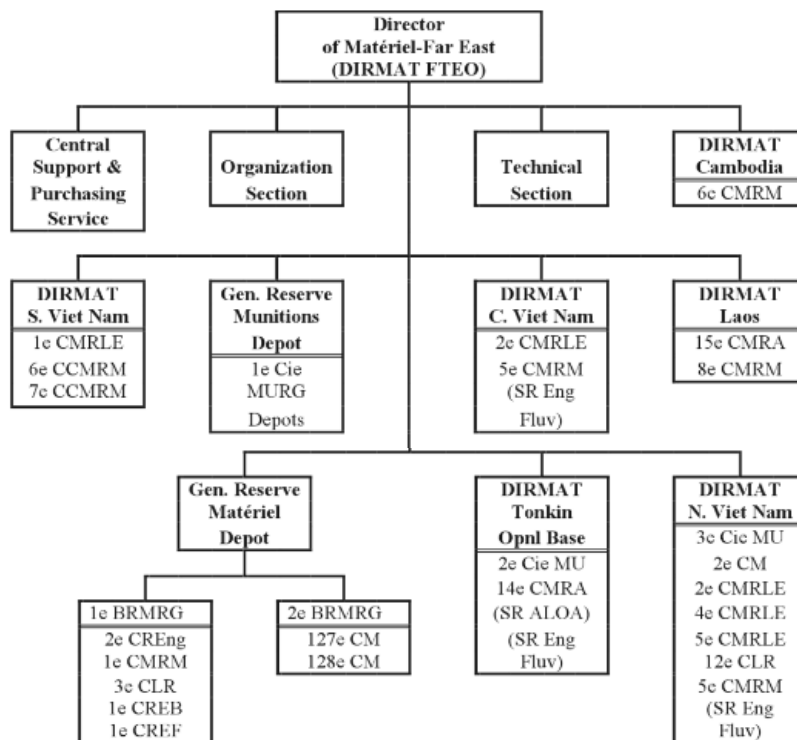 Director
of Matériel-Far East
(DIRMAT FTEO)
Central
Support &
Purchasing
Service
Organization
Section
Technical
Section
DIRMAT
Cambodia
6e CMRM
DIRMAT
S. Viet Nam
1e CMRLE
6e CCMRM
7e CCMRM
Gen. Reserve
Munitions
Depot
1e Cie
MURG
Depots
DIRMAT
C. Viet Nam
2e CMRLE
5e CMRM
(SR Eng
Fluv)
DIRMAT
Laos
15e CMRA
8e CMRM
Gen. Reserve
Matériel
Depot
1e BRMRG
2e CREng
1e CMRM
3e CLR
1e CREB
1e CREF
2e BRMRG
127e CM
128e CM
DIRMAT
Tonkin
Opnl Base
2e Cie MU
14e CMRA
(SR ALOA)
(SR Eng
Fluv)
DIRMAT
N. Viet Nam
3e Cie MU
2e CM
2e CMRLE
4e CMRLE
5e CMRLE
12e CLR
5e CMRM
(SR Eng
Fluv)